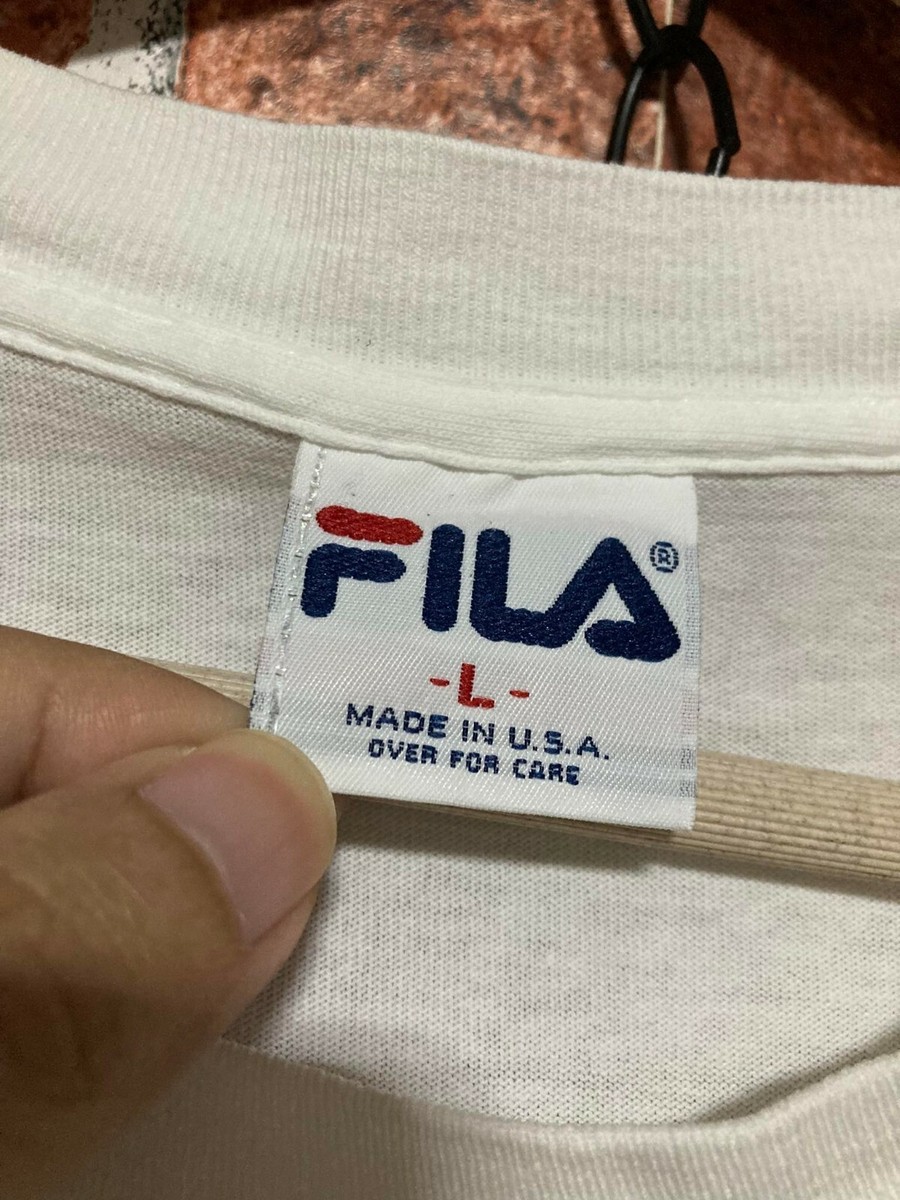 FILA®
-L-
MADE IN U.S.A.
OVER FOR CARE